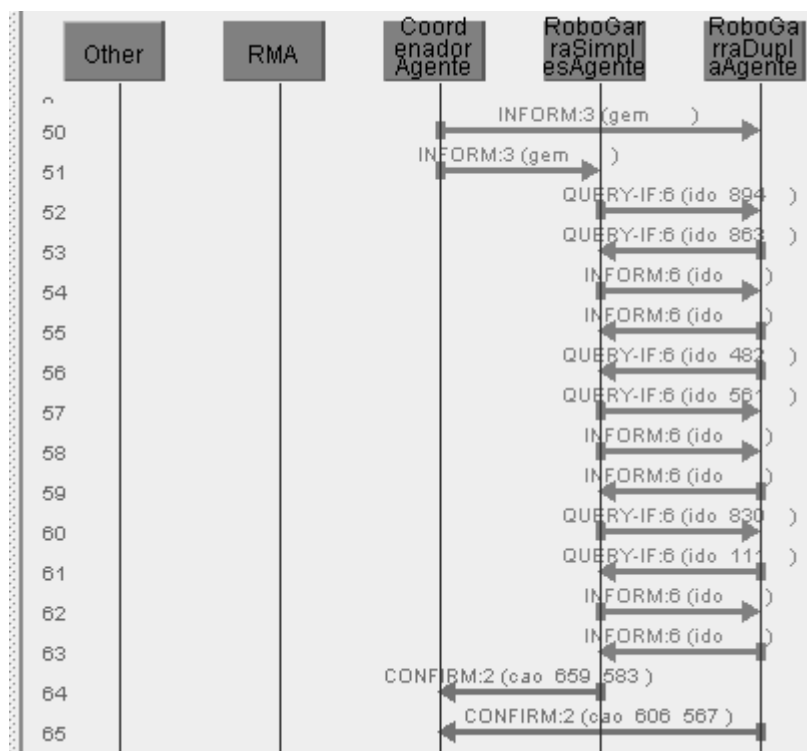 Other
RMA
Coord
enador
Agente
RoboGar
raSimpl
esAgente
RoboGa
rraDupl
aAgente
50
INFORM:3 (gem )
51
INFORM:3 (gem )
52
QUERY-IF:6 (ido 894 )
53
QUERY-IF:6 (ido 863 )
54
INFORM:6 (ido )
55
INFORM:6 (ido )
56
QUERY-IF:6 (ido 482 )
57
QUERY-IF:6 (ido 561 )
58
INFORM:6 (ido )
59
INFORM:6 (ido )
60
QUERY-IF:6 (ido 830 )
61
QUERY-IF:6 (ido 111 )
62
INFORM:6 (ido )
63
INFORM:6 (ido )
64
CONFIRM:2 (cao 659 583 )
65
CONFIRM:2 (cao 606 567 )